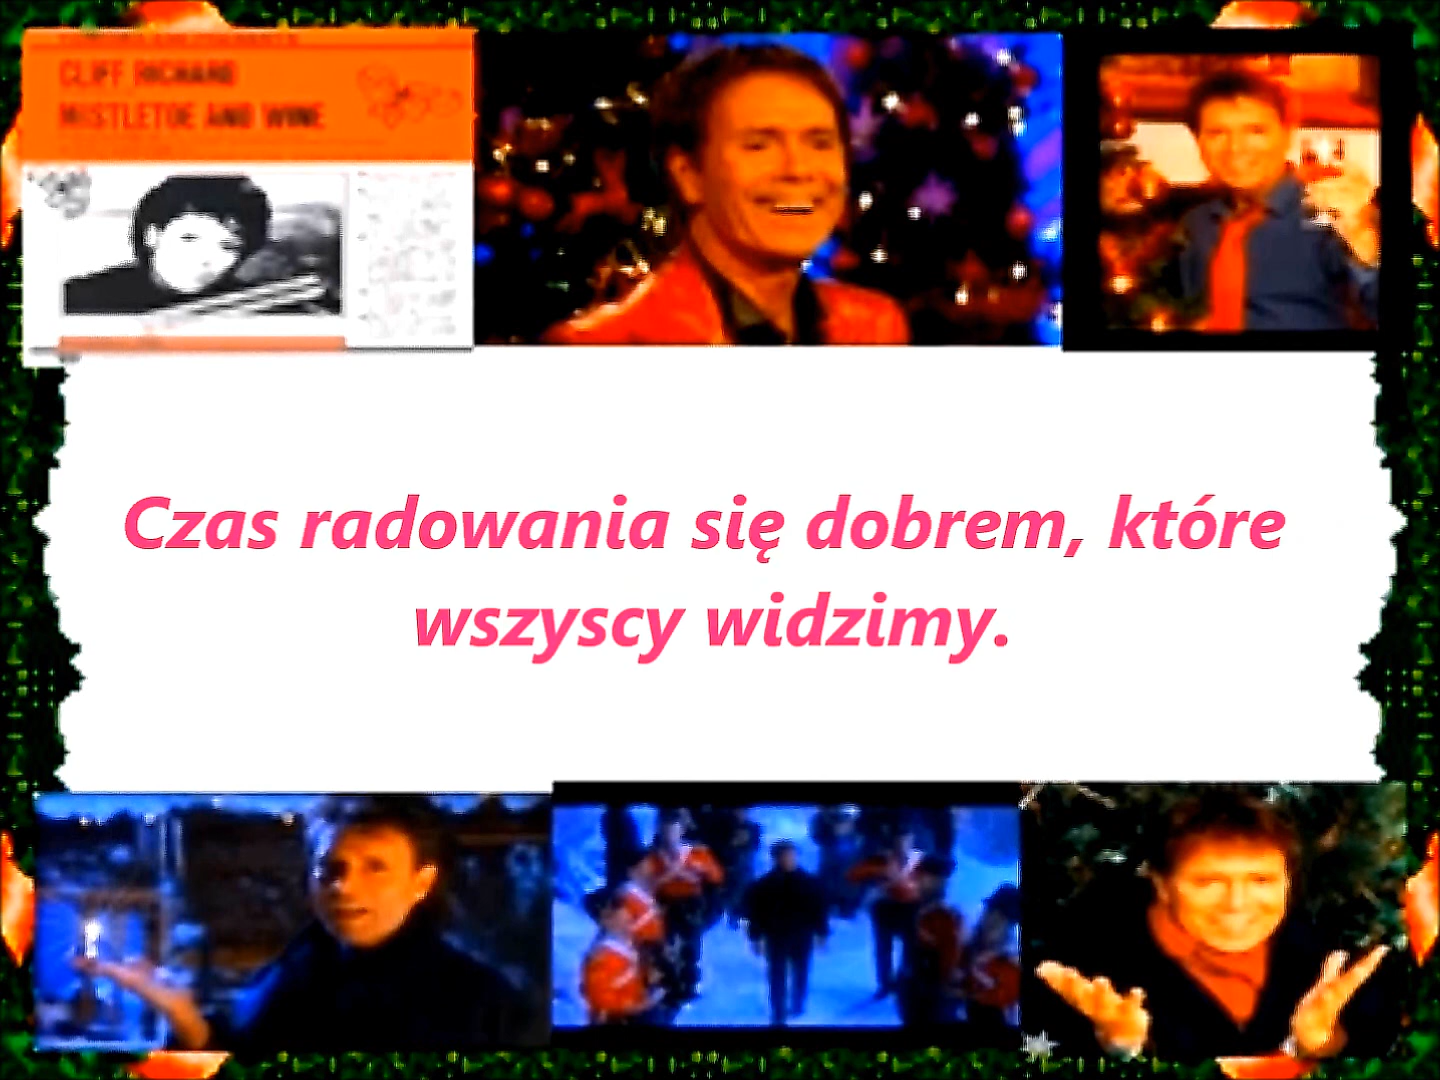 CLIFF RICHARD
MISTLETOE AND WINE
Czas radowania się dobrem, które
wszyscy widzimy.